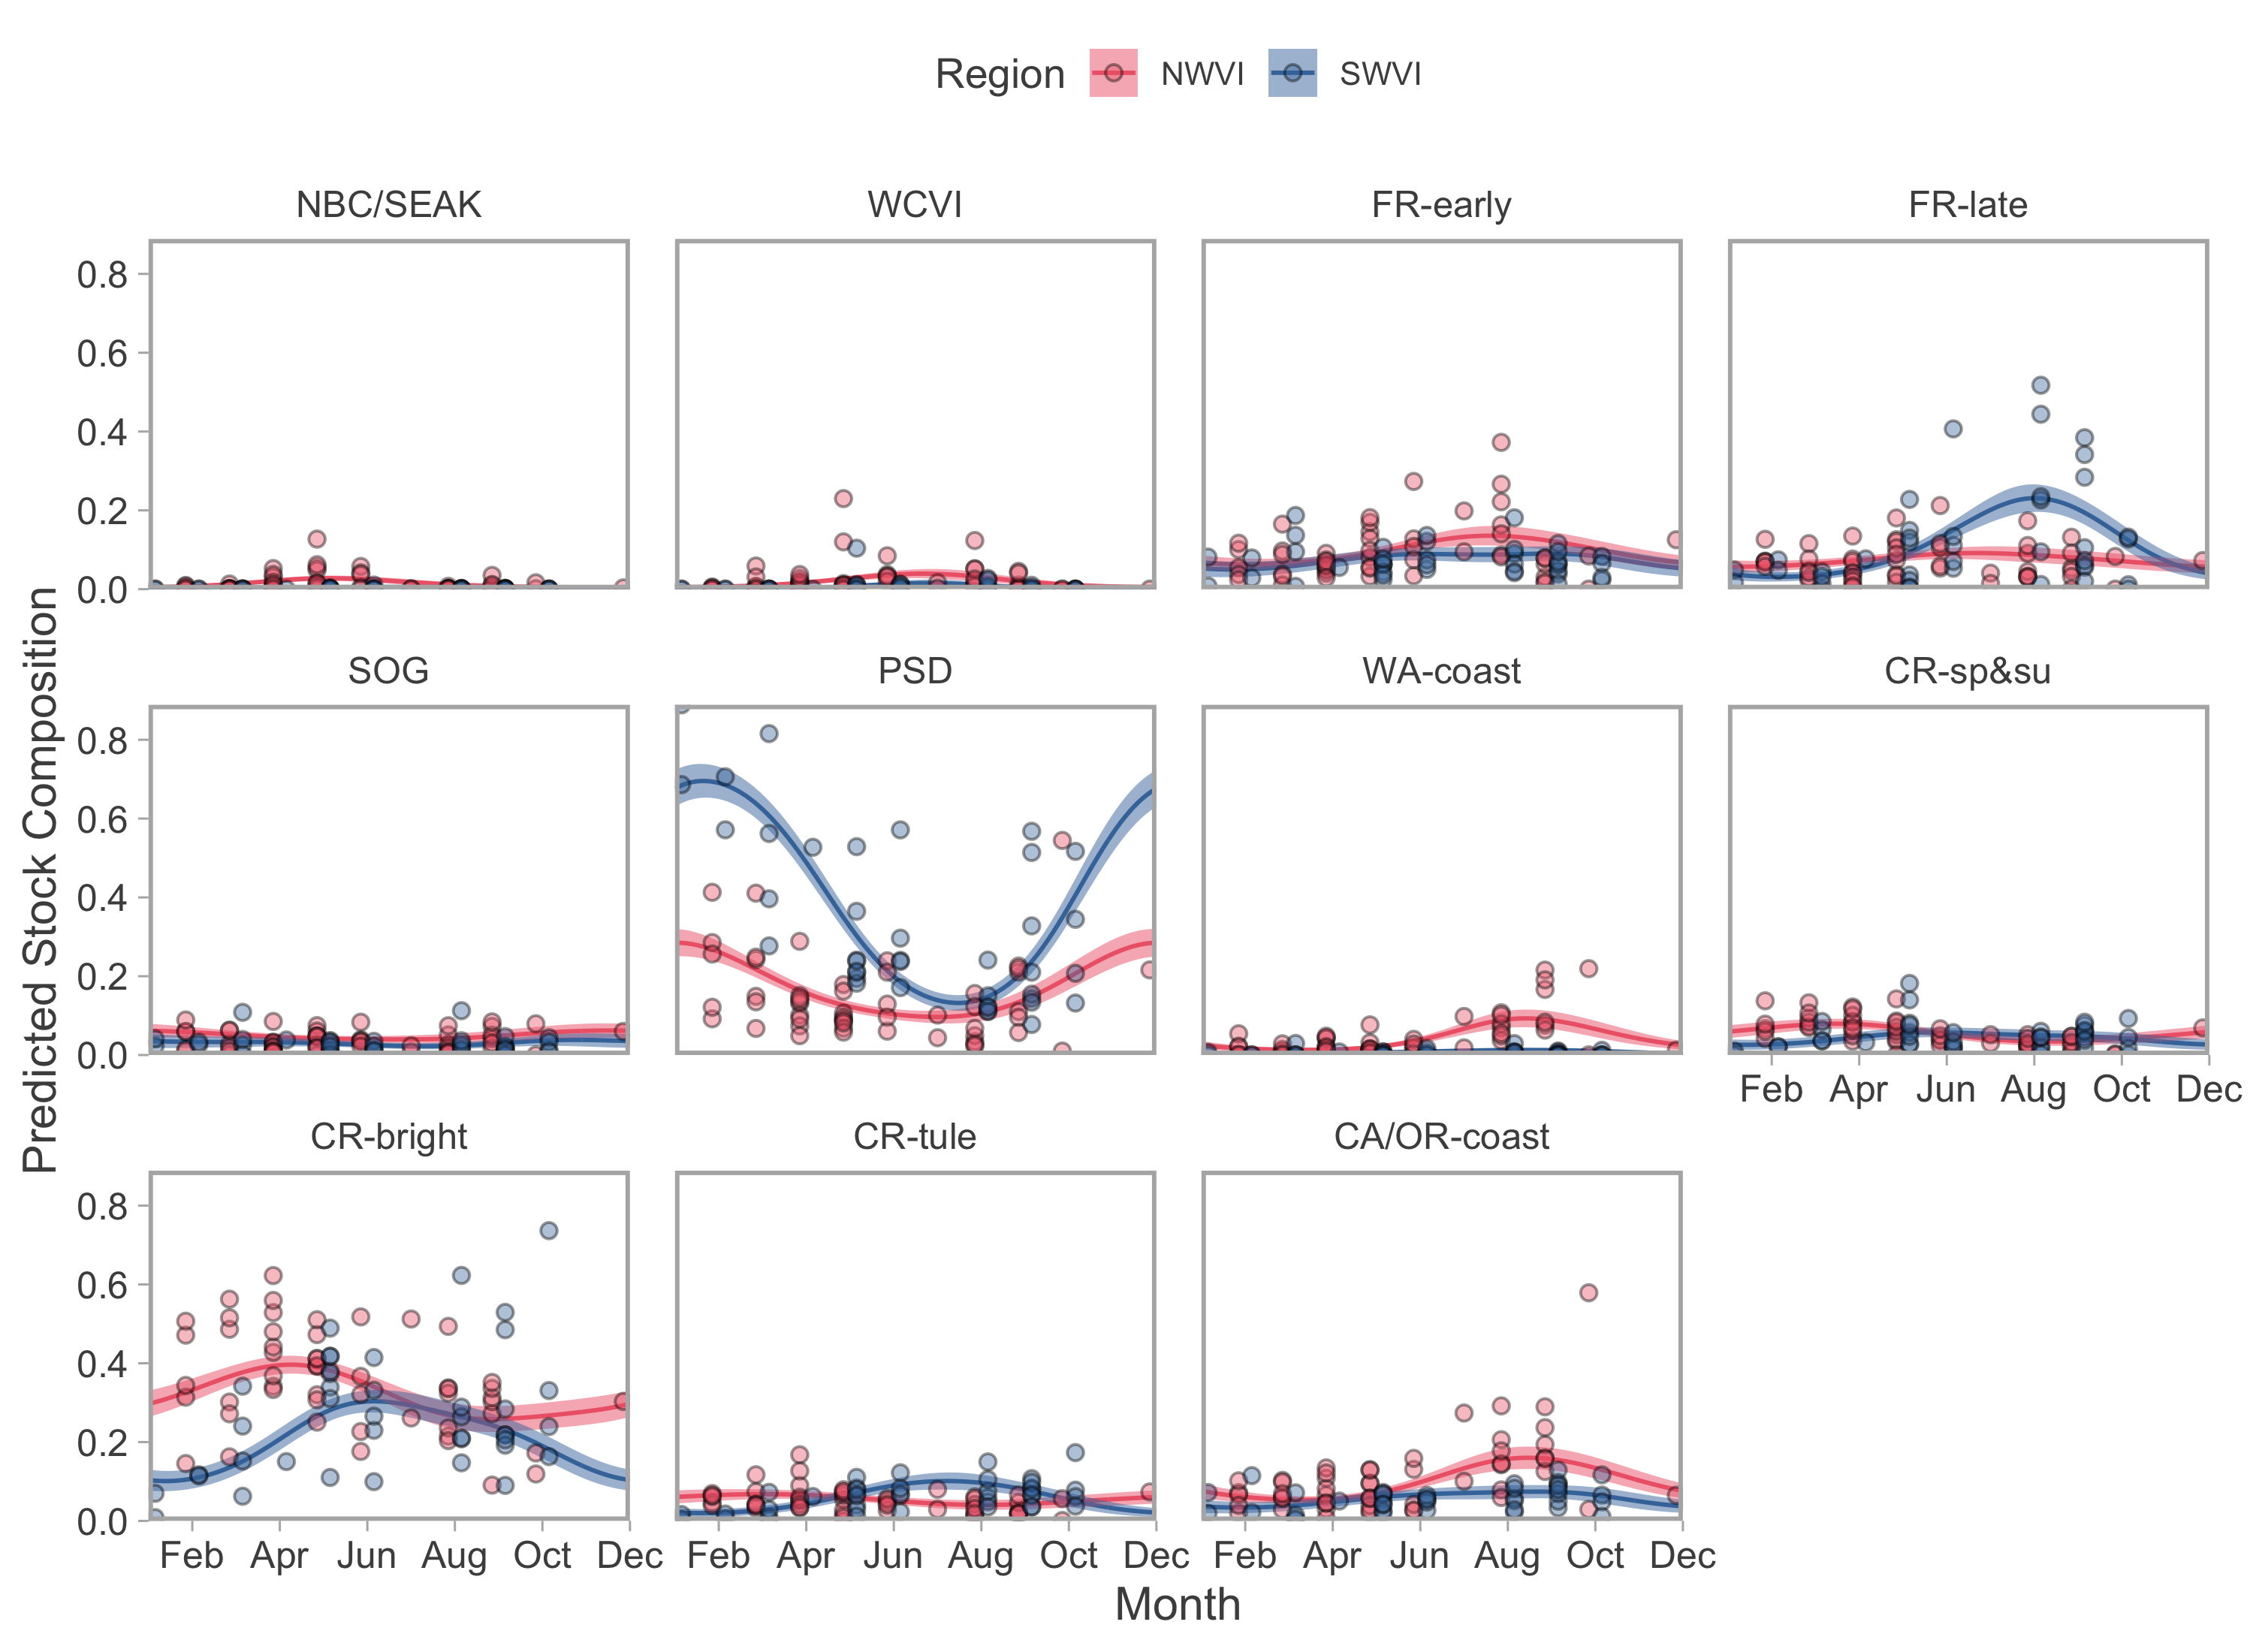 Region NWVI SWVI
NBC/SEAK WCVI FR-early FR-late
0.8
0.6
0.4
0.2
0.0
SOG PSD WA-coast CR-sp&su
0.8
0.6
0.4
0.2
0.0
Feb Apr Jun Aug Oct Dec
CR-bright CR-tule CA/OR-coast
0.8
0.6
0.4
0.2
0.0
Feb Apr Jun Aug Oct Dec Feb Apr Jun Aug Oct Dec Feb Apr Jun Aug Oct Dec
Month
Predicted Stock Composition